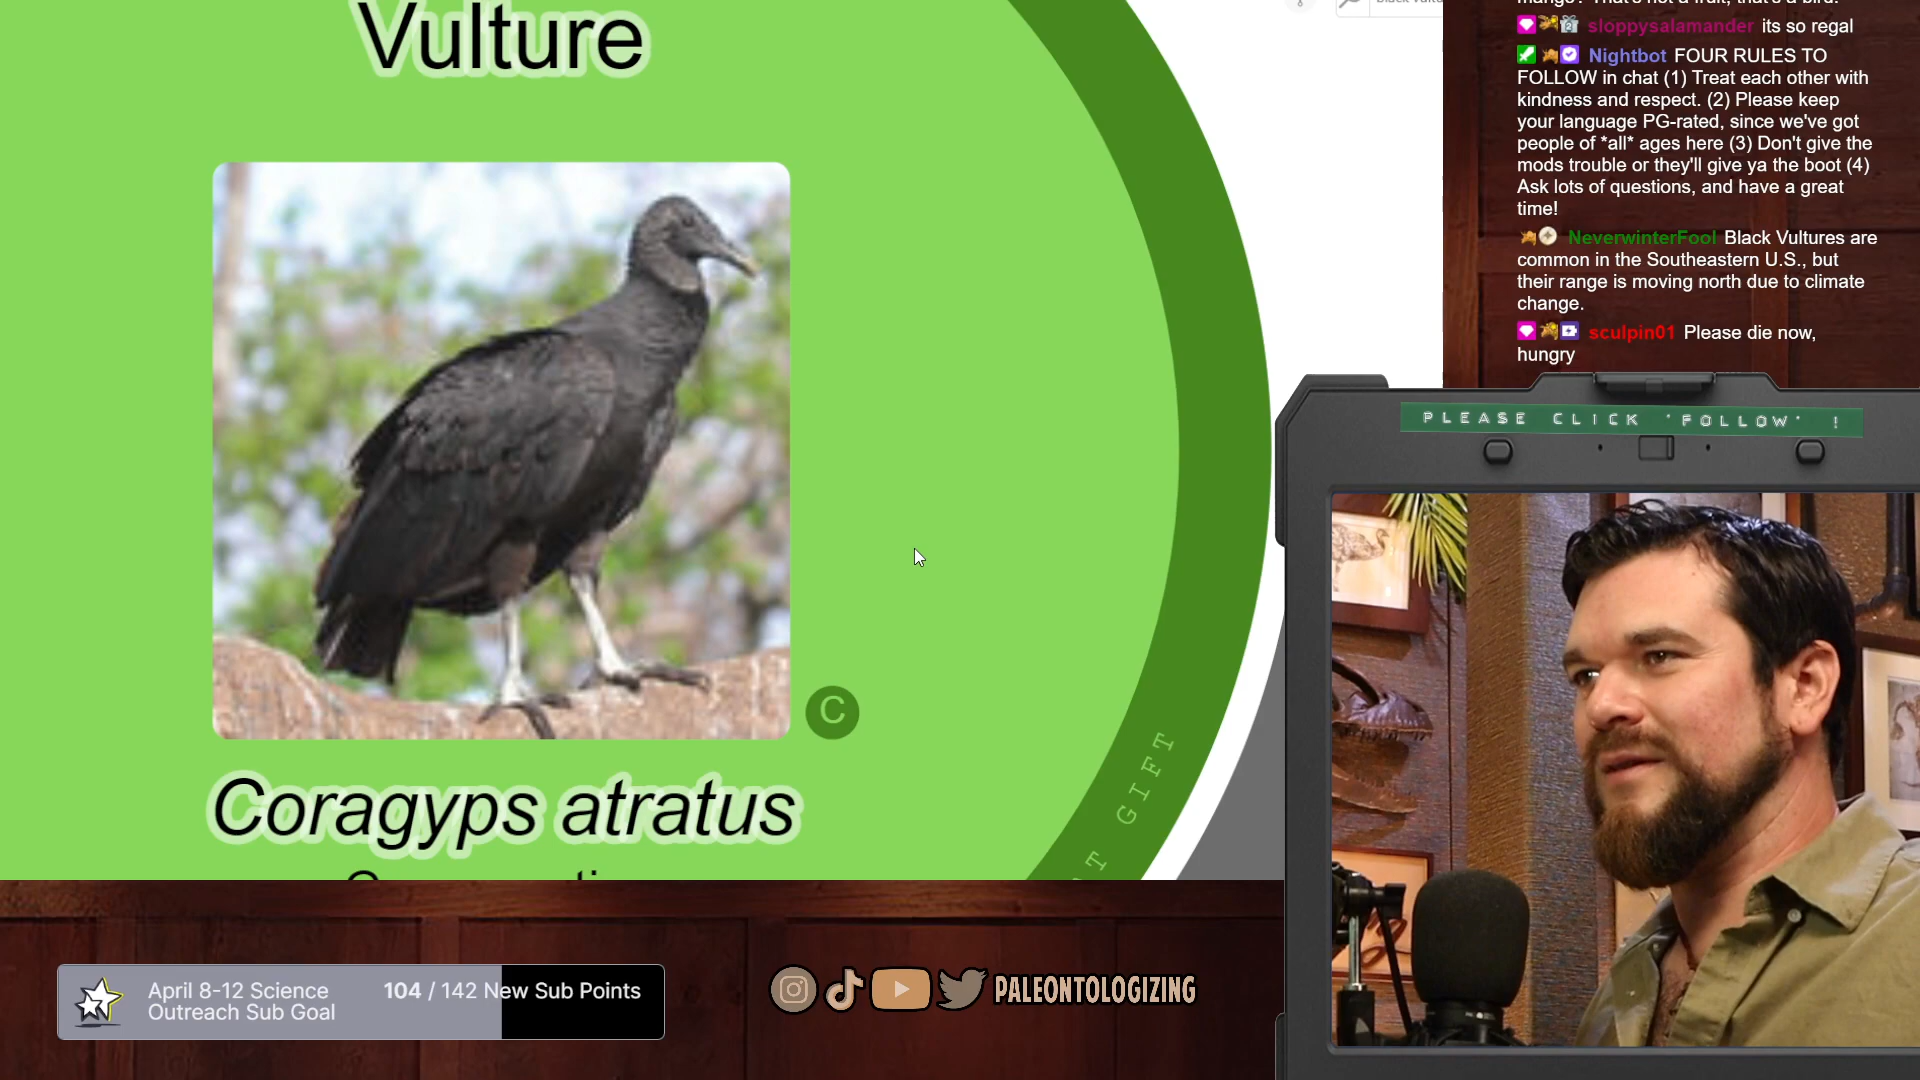 Vulture
C
Coragyps atratus
GIFT
black vultu
sloppysalamander its so regal
Nightbot FOUR RULES TO
FOLLOW in chat (1) Treat each other with
kindness and respect. (2) Please keep
your language PG-rated, since we've got
people of *all* ages here (3) Don't give the
mods trouble or they'll give ya the boot (4)
Ask lots of questions, and have a great
time!
NeverwinterFool Black Vultures are
common in the Southeastern U.S., but
their range is moving north due to climate
change.
sculpin01 Please die now,
hungry
PLEASE CLICK "FOLLOW" !
April 8-12 Science
Outreach Sub Goal
104 / 142 New Sub Points
PALEONTOLOGIZING